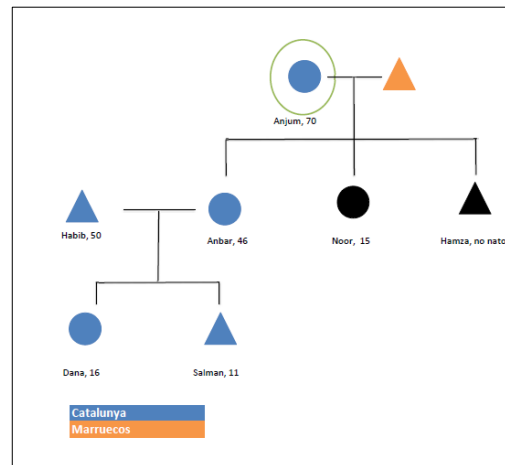 Anjum, 70
Habib, 50
Anbar, 46
Noor, 15
Hamza, no nato
Dana, 16
Salman, 11
Catalunya
Marruecos